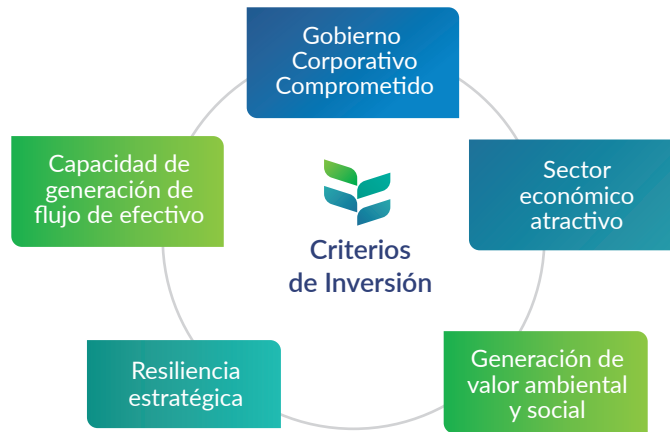 Gobierno
Corporativo
Comprometido
Capacidad de
generación de
flujo de efectivo
Sector
económico
atractivo
Criterios
de Inversión
Resiliencia
estratégica
Generación de
valor ambiental
y social